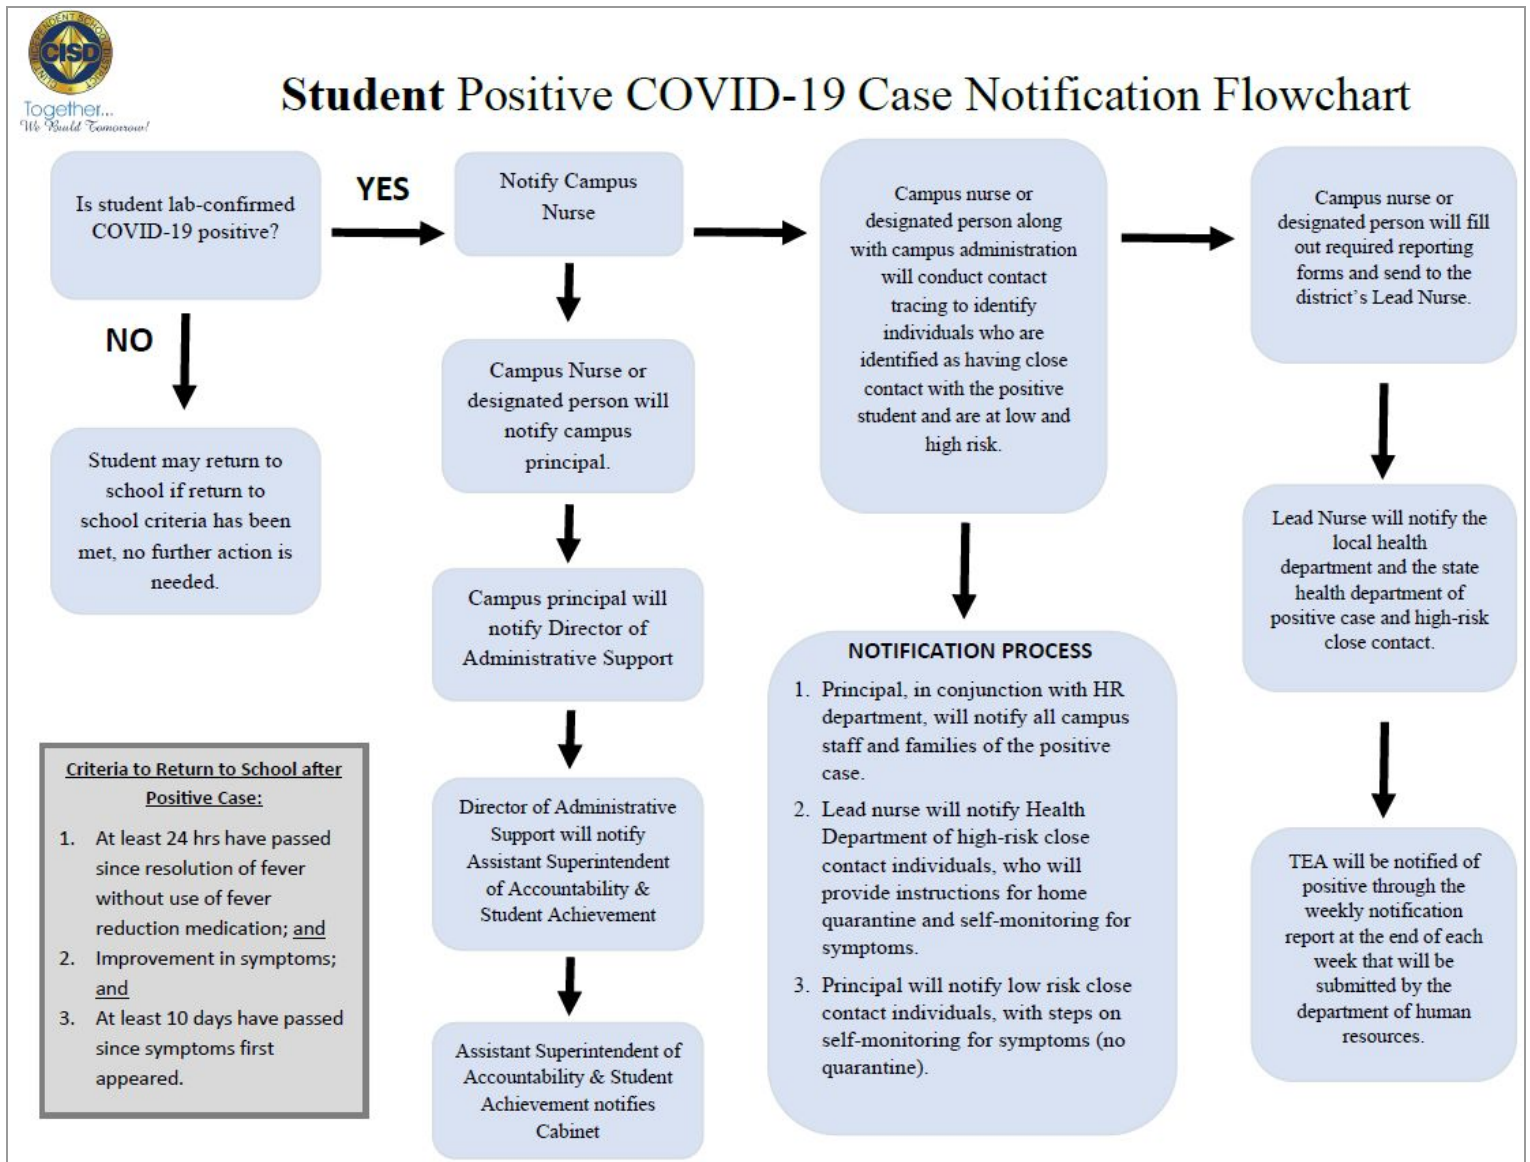 CLINT INDEPENDENT SCHOOL DISTRICT
CISD
Together...
We Build Tomorrow!
Student Positive COVID-19 Case Notification Flowchart
Is student lab-confirmed
COVID-19 positive?
YES
NO
Student may return to
school if return to
school criteria has been
met, no further action is
needed.
Criteria to Return to School after
Positive Case:
1. At least 24 hrs have passed
since resolution of fever
without use of fever
reduction medication; and
2. Improvement in symptoms;
and
3. At least 10 days have passed
since symptoms first
appeared.
Notify Campus
Nurse
Campus Nurse or
designated person will
notify campus
principal.
Campus principal will
notify Director of
Administrative Support
Director of Administrative
Support will notify
Assistant Superintendent
of Accountability &
Student Achievement
Assistant Superintendent of
Accountability & Student
Achievement notifies
Cabinet
Campus nurse or
designated person along
with campus administration
will conduct contact
tracing to identify
individuals who are
identified as having close
contact with the positive
student and are at low and
high risk.
NOTIFICATION PROCESS
1. Principal, in conjunction with HR
department, will notify all campus
staff and families of the positive
case.
2. Lead nurse will notify Health
Department of high-risk close
contact individuals, who will
provide instructions for home
quarantine and self-monitoring for
symptoms.
3. Principal will notify low risk close
contact individuals, with steps on
self-monitoring for symptoms (no
quarantine).
Campus nurse or
designated person will fill
out required reporting
forms and send to the
district's Lead Nurse.
Lead Nurse will notify the
local health
department and the state
health department of
positive case and high-risk
close contact.
TEA will be notified of
positive through the
weekly notification
report at the end of each
week that will be
submitted by the
department of human
resources.